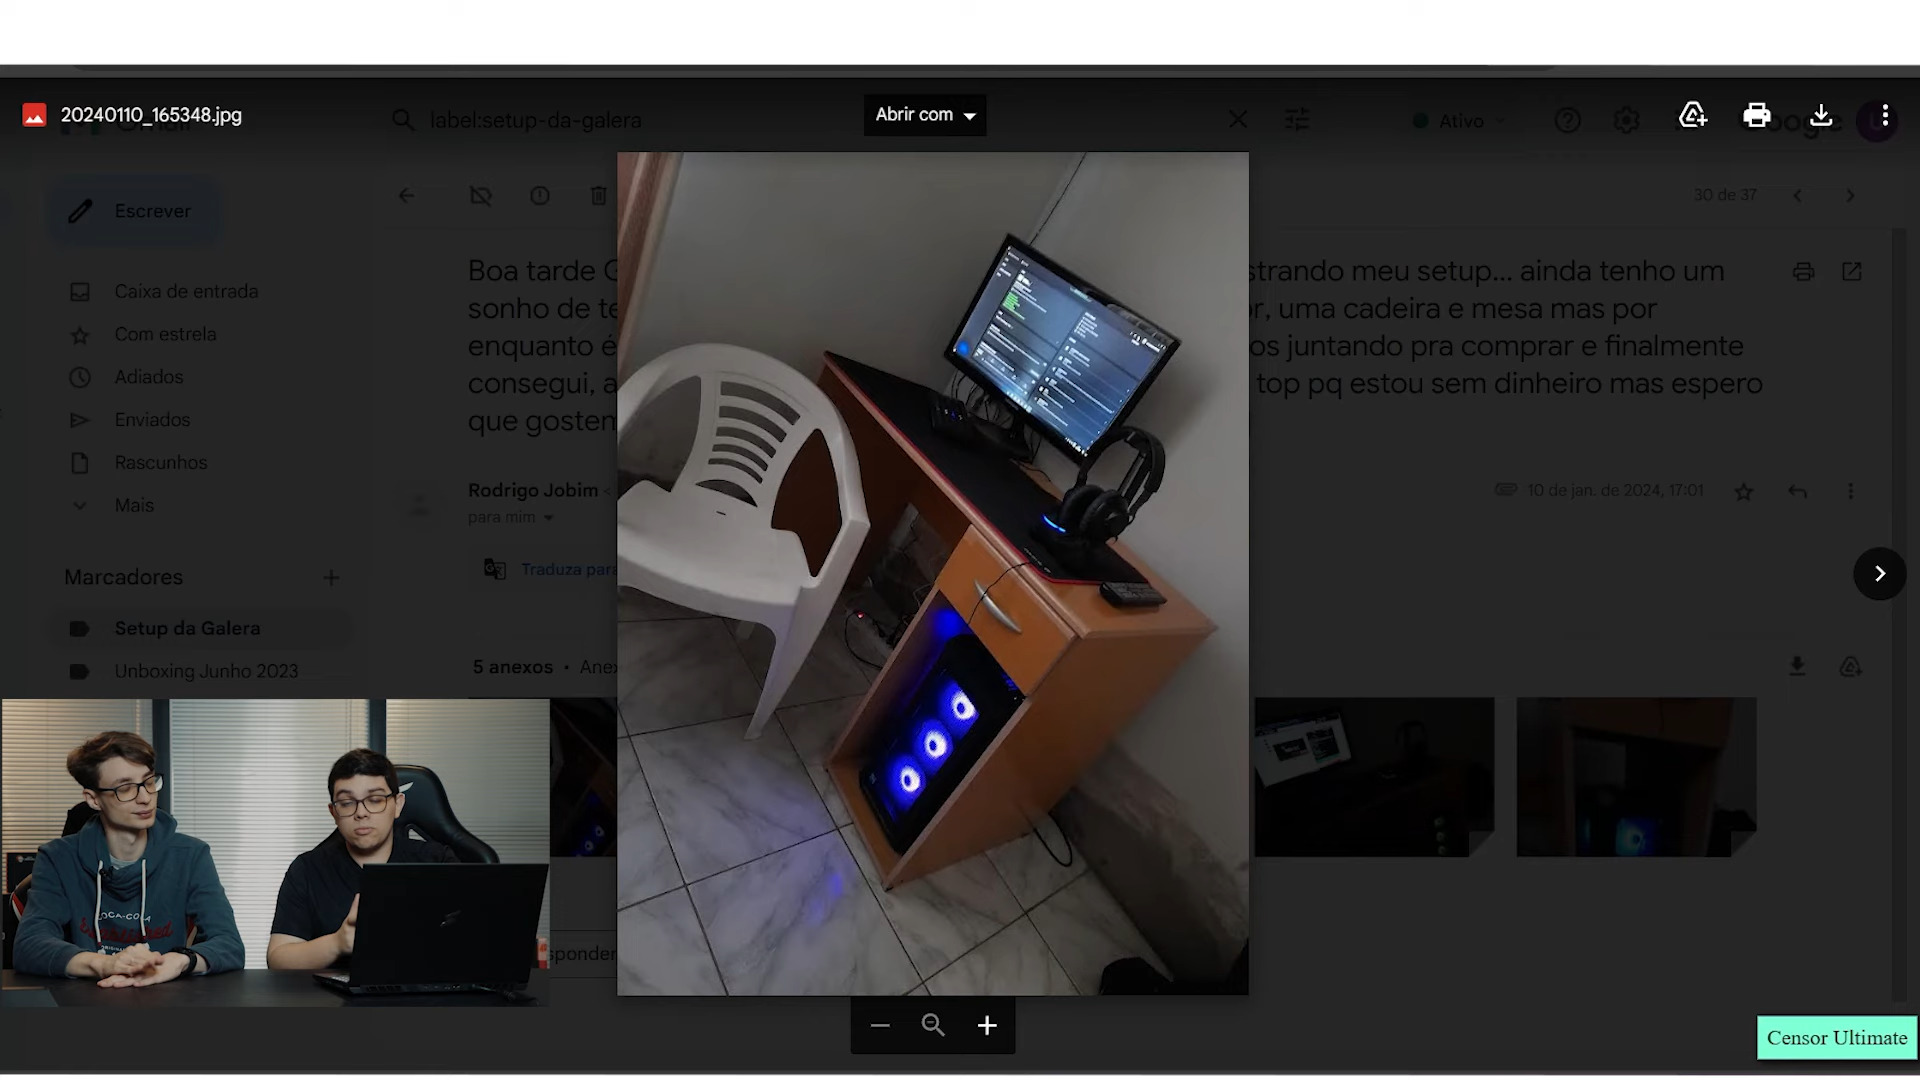 20240110_165348.jpg
label:setup-da-galera
Abrir com
Ativo
Escrever
30 de 37
Caixa de entrada
Com estrela
Adiados
Enviados
Rascunhos
Mais
Marcadores
Setup da Galera
Unboxing Junho 2023
Boa tarde G strando meu setup... ainda tenho um
sonho de te r, uma cadeira e mesa mas por
enquanto é os juntando pra comprar e finalmente
consegui, a top pq estou sem dinheiro mas espero
que gostem
Rodrigo Jobim <
10 de jan. de 2024, 17:01
para mim
Traduza para
5 anexos • Ane
sponder
Censor Ultimate